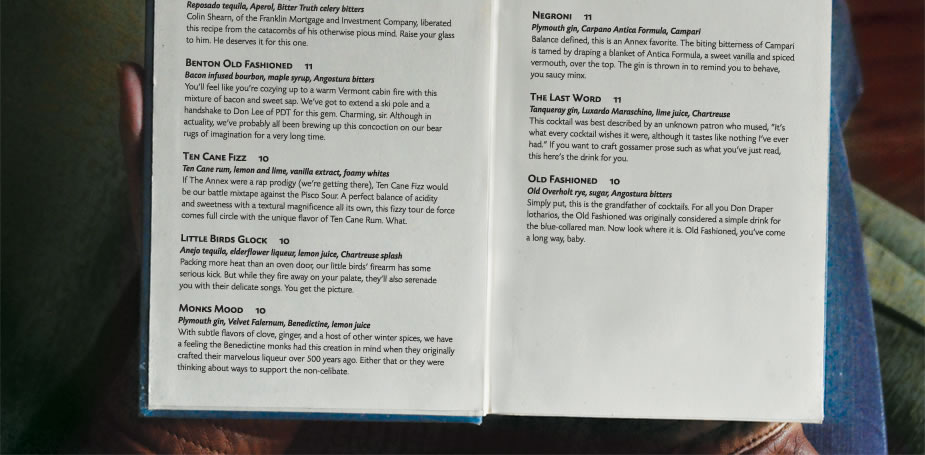 Reposado tequila, Aperol, Bitter Truth celery bitters
Colin Shearn, of the Franklin Mortgage and Investment Company, liberated
this recipe from the catacombs of his otherwise pious mind. Raise your glass
to him. He deserves it for this one.
BENTON OLD FASHIONED 11
Bacon infused bourbon, maple syrup, Angostura bitters
You'll feel like you're cozying up to a warm Vermont cabin fire with this
mixture of bacon and sweet sap. We've got to extend a ski pole and a
handshake to Don Lee of PDT for this gem. Charming, sir. Although in
actuality, we've probably all been brewing up this concoction on our bear
rugs of imagination for a very long time.
TEN CANE FIZZ 10
Ten Cane rum, lemon and lime, vanilla extract, foamy whites
If The Annex were a rap prodigy (we're getting there), Ten Cane Fizz would
be our battle mixtape against the Pisco Sour. A perfect balance of acidity
and sweetness with a textural magnificence all its own, this fizzy tour de force
comes full circle with the unique flavor of Ten Cane Rum. What.
LITTLE BIRDS GLOCK 10
Anejo tequila, elderflower liqueur, lemon juice, Chartreuse splash
Packing more heat than an oven door, our little birds' firearm has some
serious kick. But while they fire away on your palate, they'll also serenade
you with their delicate songs. You get the picture.
MONKS MOOD 10
Plymouth gin, Velvet Falernum, Benedictine, lemon juice
With subtle flavors of clove, ginger, and a host of other winter spices, we have
a feeling the Benedictine monks had this creation in mind when they originally
crafted their marvelous liqueur over 500 years ago. Either that or they were
thinking about ways to support the non-celibate.
NEGRONI 11
Plymouth gin, Carpano Antica Formula, Campari
Balance defined, this is an Annex favorite. The biting bitterness of Campari
is tamed by draping a blanket of Antica Formula, a sweet vanilla and spiced
vermouth, over the top. The gin is thrown in to remind you to behave,
you saucy minx.
THE LAST WORD 11
Tanqueray gin, Luxardo Maraschino, lime juice, Chartreuse
This cocktail was best described by an unknown patron who mused, "it's
what every cocktail wishes it were, although it tastes like nothing I've ever
had." If you want to craft gossamer prose such as what you've just read,
this here's the drink for you.
OLD FASHIONED 10
Old Overholt rye, sugar, Angostura bitters
Simply put, this is the grandfather of cocktails. For all you Don Draper
lotharios, the Old Fashioned was originally considered a simple drink for
the blue-collared man. Now look where it is. Old Fashioned, you've come
a long way, baby.